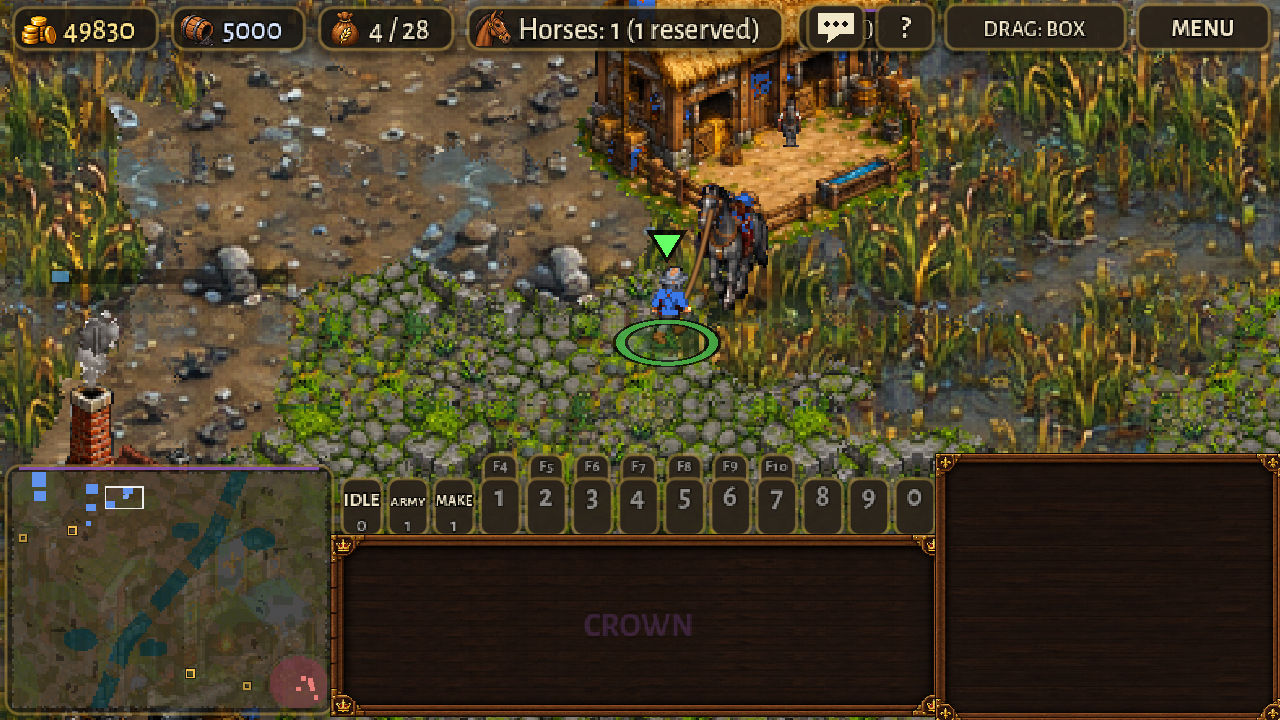 49830
5000
4 / 28
Horses: 1 (1 reserved)
?
DRAG: BOX
MENU
F4 F5 F6 F7 F8 F9 F10
IDLE ARMY MAKE 1 2 3 4 5 6 7 8 9 0
0 1 1
CROWN